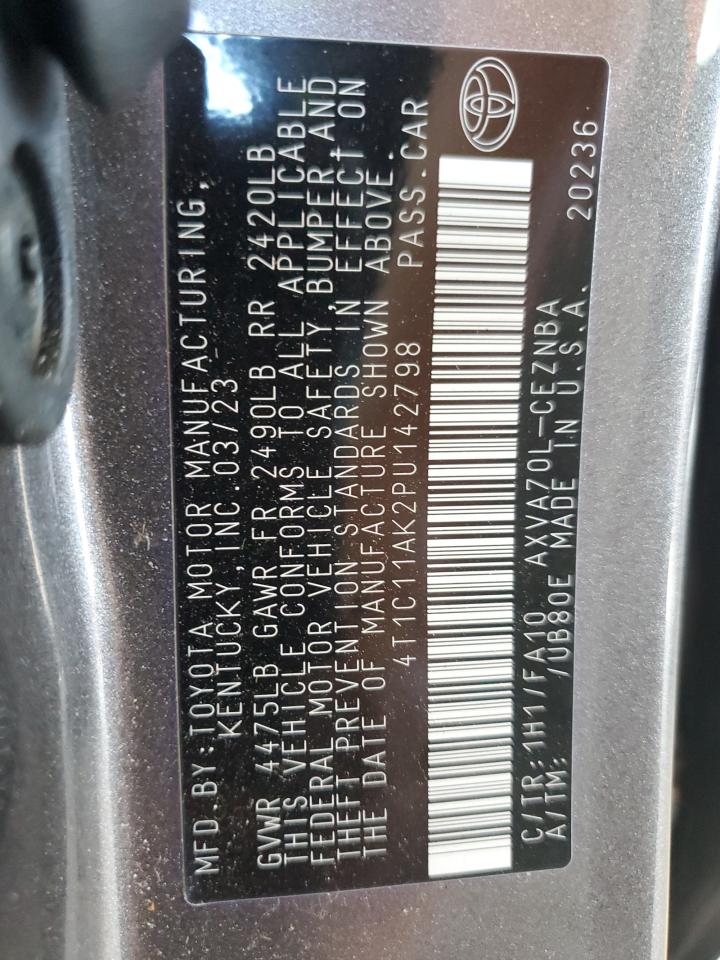 MFD.BY:TOYOTA MOTOR MANUFACTURING,
KENTUCKY,INC.03/23
GVWR 4475LB GAWR FR 2490LB RR 2420LB
THIS VEHICLE CONFORMS TO ALL APPLICABLE
FEDERAL MOTOR VEHICLE SAFETY,BUMPER,AND
THEFT PREVENTION STANDARDS IN EFFECT ON
THE DATE OF MANUFACTURE SHOWN ABOVE.
4T1C11AK2PU142798 PASS.CAR
C/TR:1H1/FA10 AXVA70L-CEZNBA
A/TM: /UB80E MADE IN U.S.A. 20236